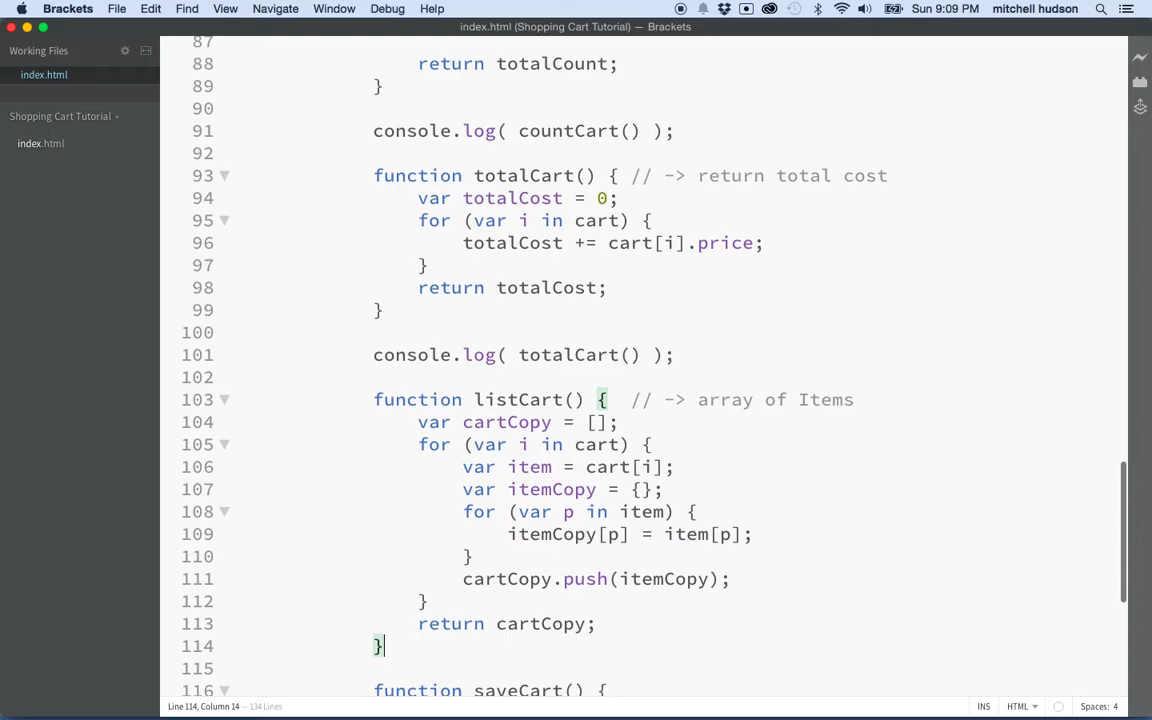 Brackets File Edit Find View Navigate Window Debug Help Sun 9:09 PM mitchell hudson
index.html (Shopping Cart Tutorial) — Brackets
Working Files
index.html
Shopping Cart Tutorial
index.html
87
88 return totalCount;
89 }
90
91 console.log( countCart() );
92
93 function totalCart() { // -> return total cost
94 var totalCost = 0;
95 for (var i in cart) {
96 totalCost += cart[i].price;
97 }
98 return totalCost;
99 }
100
101 console.log( totalCart() );
102
103 function listCart() { // -> array of Items
104 var cartCopy = [];
105 for (var i in cart) {
106 var item = cart[i];
107 var itemCopy = {};
108 for (var p in item) {
109 itemCopy[p] = item[p];
110 }
111 cartCopy.push(itemCopy);
112 }
113 return cartCopy;
114 }
115
116 function saveCart() {
Line 114, Column 14 — 134 Lines INS HTML Spaces: 4